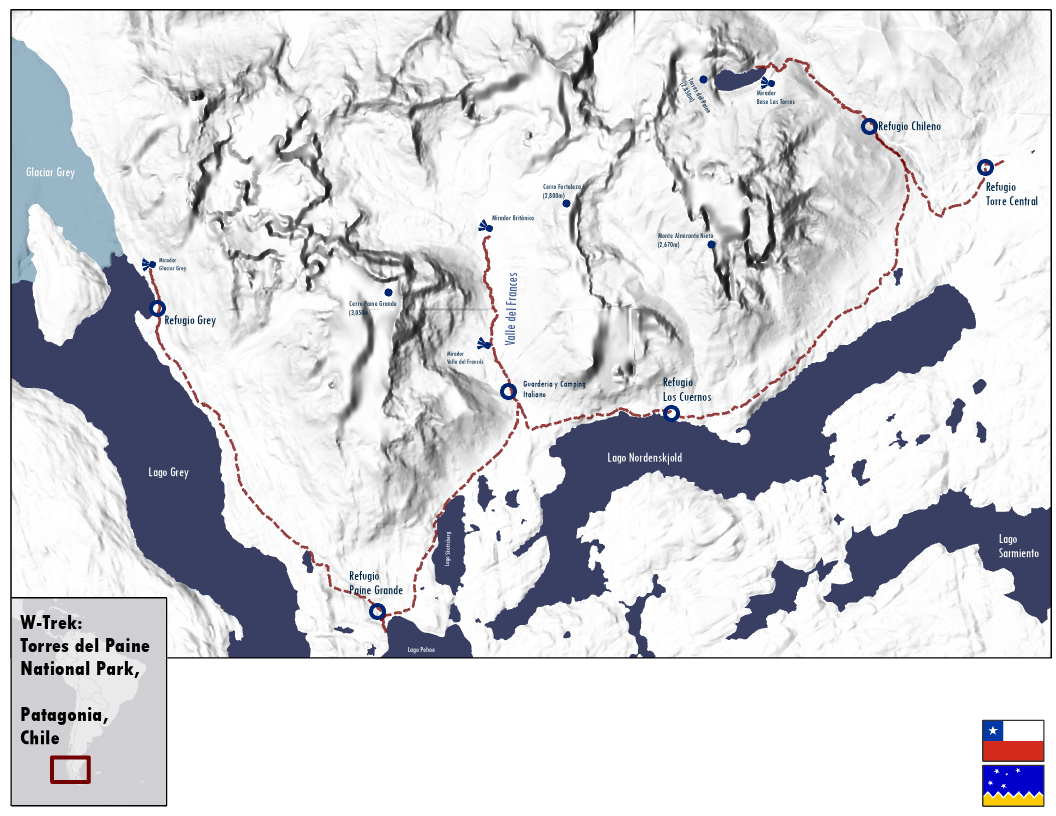 Torres del Paine
(2,850m)
Mirador
Base Las Torres
Refugio Chileno
Glaciar Grey
Refugio
Torre Central
Cerro Fortaleza
(2,800m)
Mirador Británico
Monte Almirante Nieto
(2,670m)
Mirador
Glaciar Grey
Cerro Paine Grande
(3,050m)
Refugio Grey
Valle del Frances
Mirador
Valle del Francés
Guarderia y Camping
Italiano
Refugio
Los Cuernos
Lago Nordenskjold
Lago Grey
Lago Skottsberg
Lago
Sarmiento
Refugio
Paine Grande
Lago Pehoe
W-Trek:
Torres del Paine
National Park,
Patagonia,
Chile